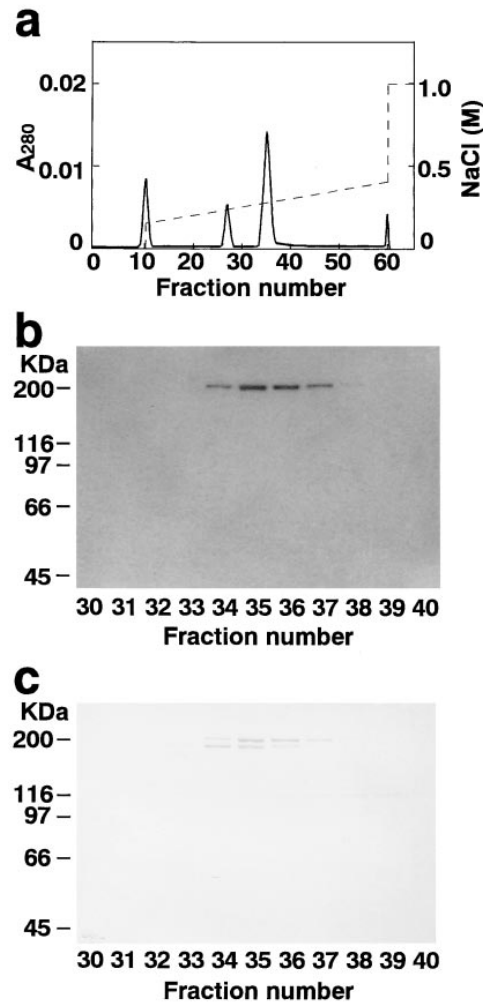 a
0.02
0.01
0
A280
1.0
0.5
0
NaCl (M)
0 10 20 30 40 50 60
Fraction number
b
KDa
200
116
97
66
45
30 31 32 33 34 35 36 37 38 39 40
Fraction number
c
KDa
200
116
97
66
45
30 31 32 33 34 35 36 37 38 39 40
Fraction number